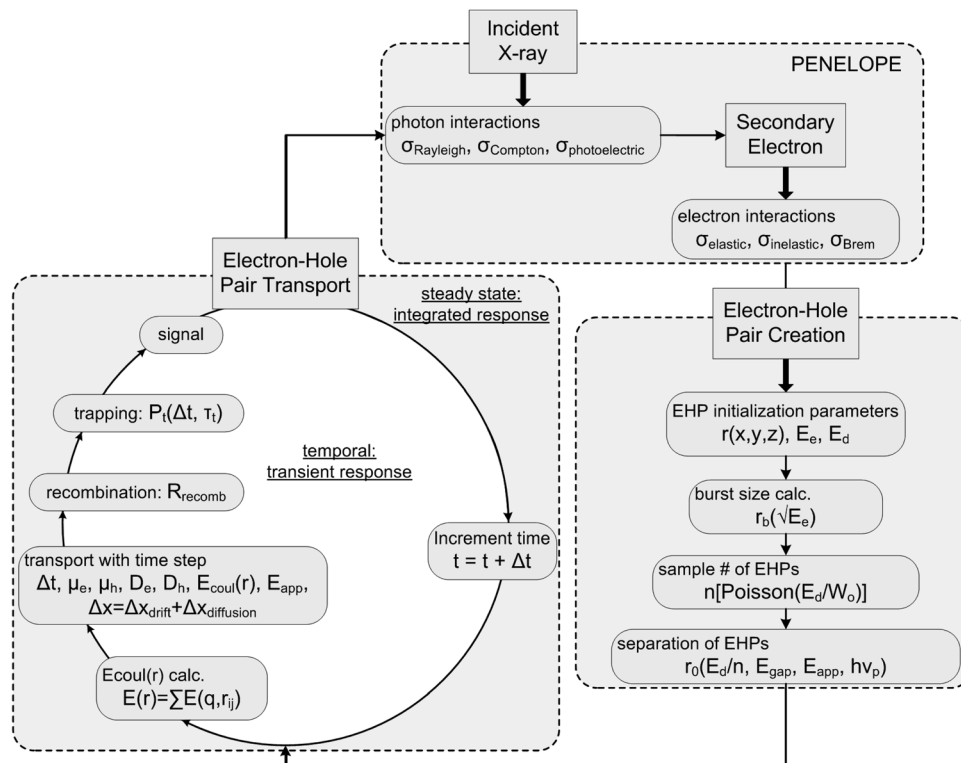 Incident
X-ray
PENELOPE
photon interactions
σRayleigh, σCompton, σphotoelectric
Secondary
Electron
electron interactions
σelastic, σinelastic, σBrem
Electron-Hole
Pair Transport
steady state:
integrated response
signal
trapping: Pt(Δt, τt)
temporal:
transient response
recombination: Rrecomb
Increment time
t = t + Δt
transport with time step
Δt, μe, μh, De, Dh, Ecoul(r), Eapp,
Δx=Δxdrift+Δxdiffusion
Ecoul(r) calc.
E(r)=∑E(q,rij)
Electron-Hole
Pair Creation
EHP initialization parameters
r(x,y,z), Ee, Ed
burst size calc.
rb(√Ee)
sample # of EHPs
n[Poisson(Ed/Wo)]
separation of EHPs
r0(Ed/n, Egap, Eapp, hνp)